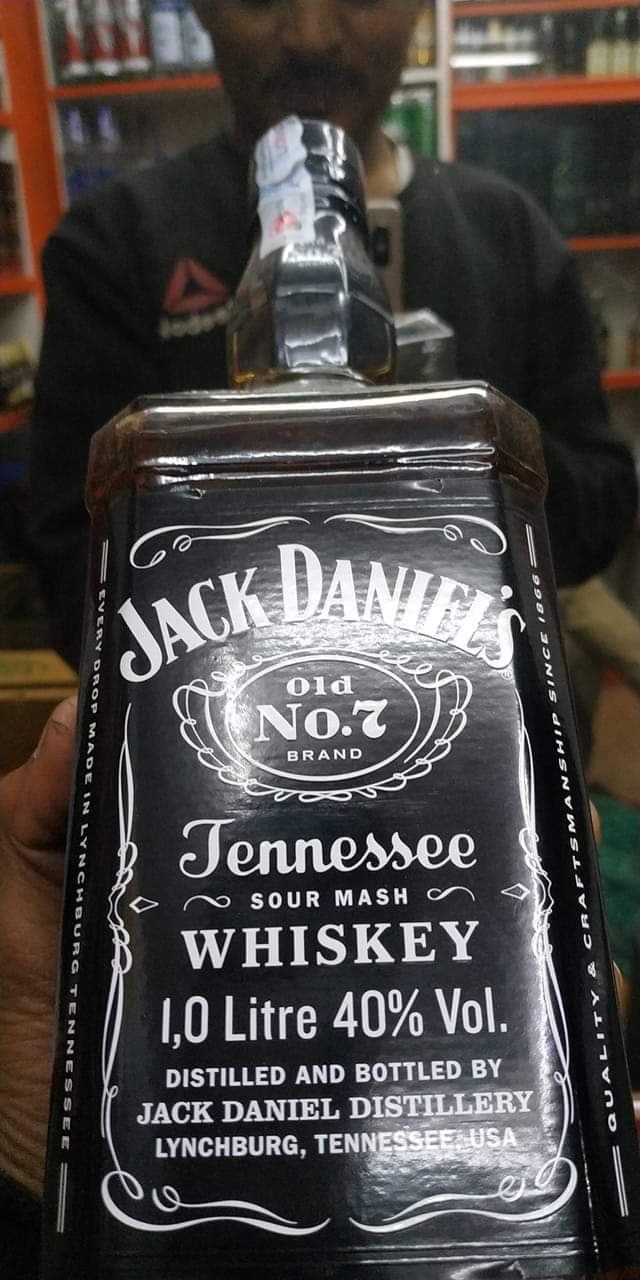 JACK DANIEL'S
Old
No.7
BRAND
Tennessee
SOUR MASH
WHISKEY
1,0 Litre 40% Vol.
DISTILLED AND BOTTLED BY
JACK DANIEL DISTILLERY
LYNCHBURG, TENNESSEE, USA
EVERY DROP MADE IN LYNCHBURG TENNESSEE
QUALITY & CRAFTSMANSHIP SINCE 1866